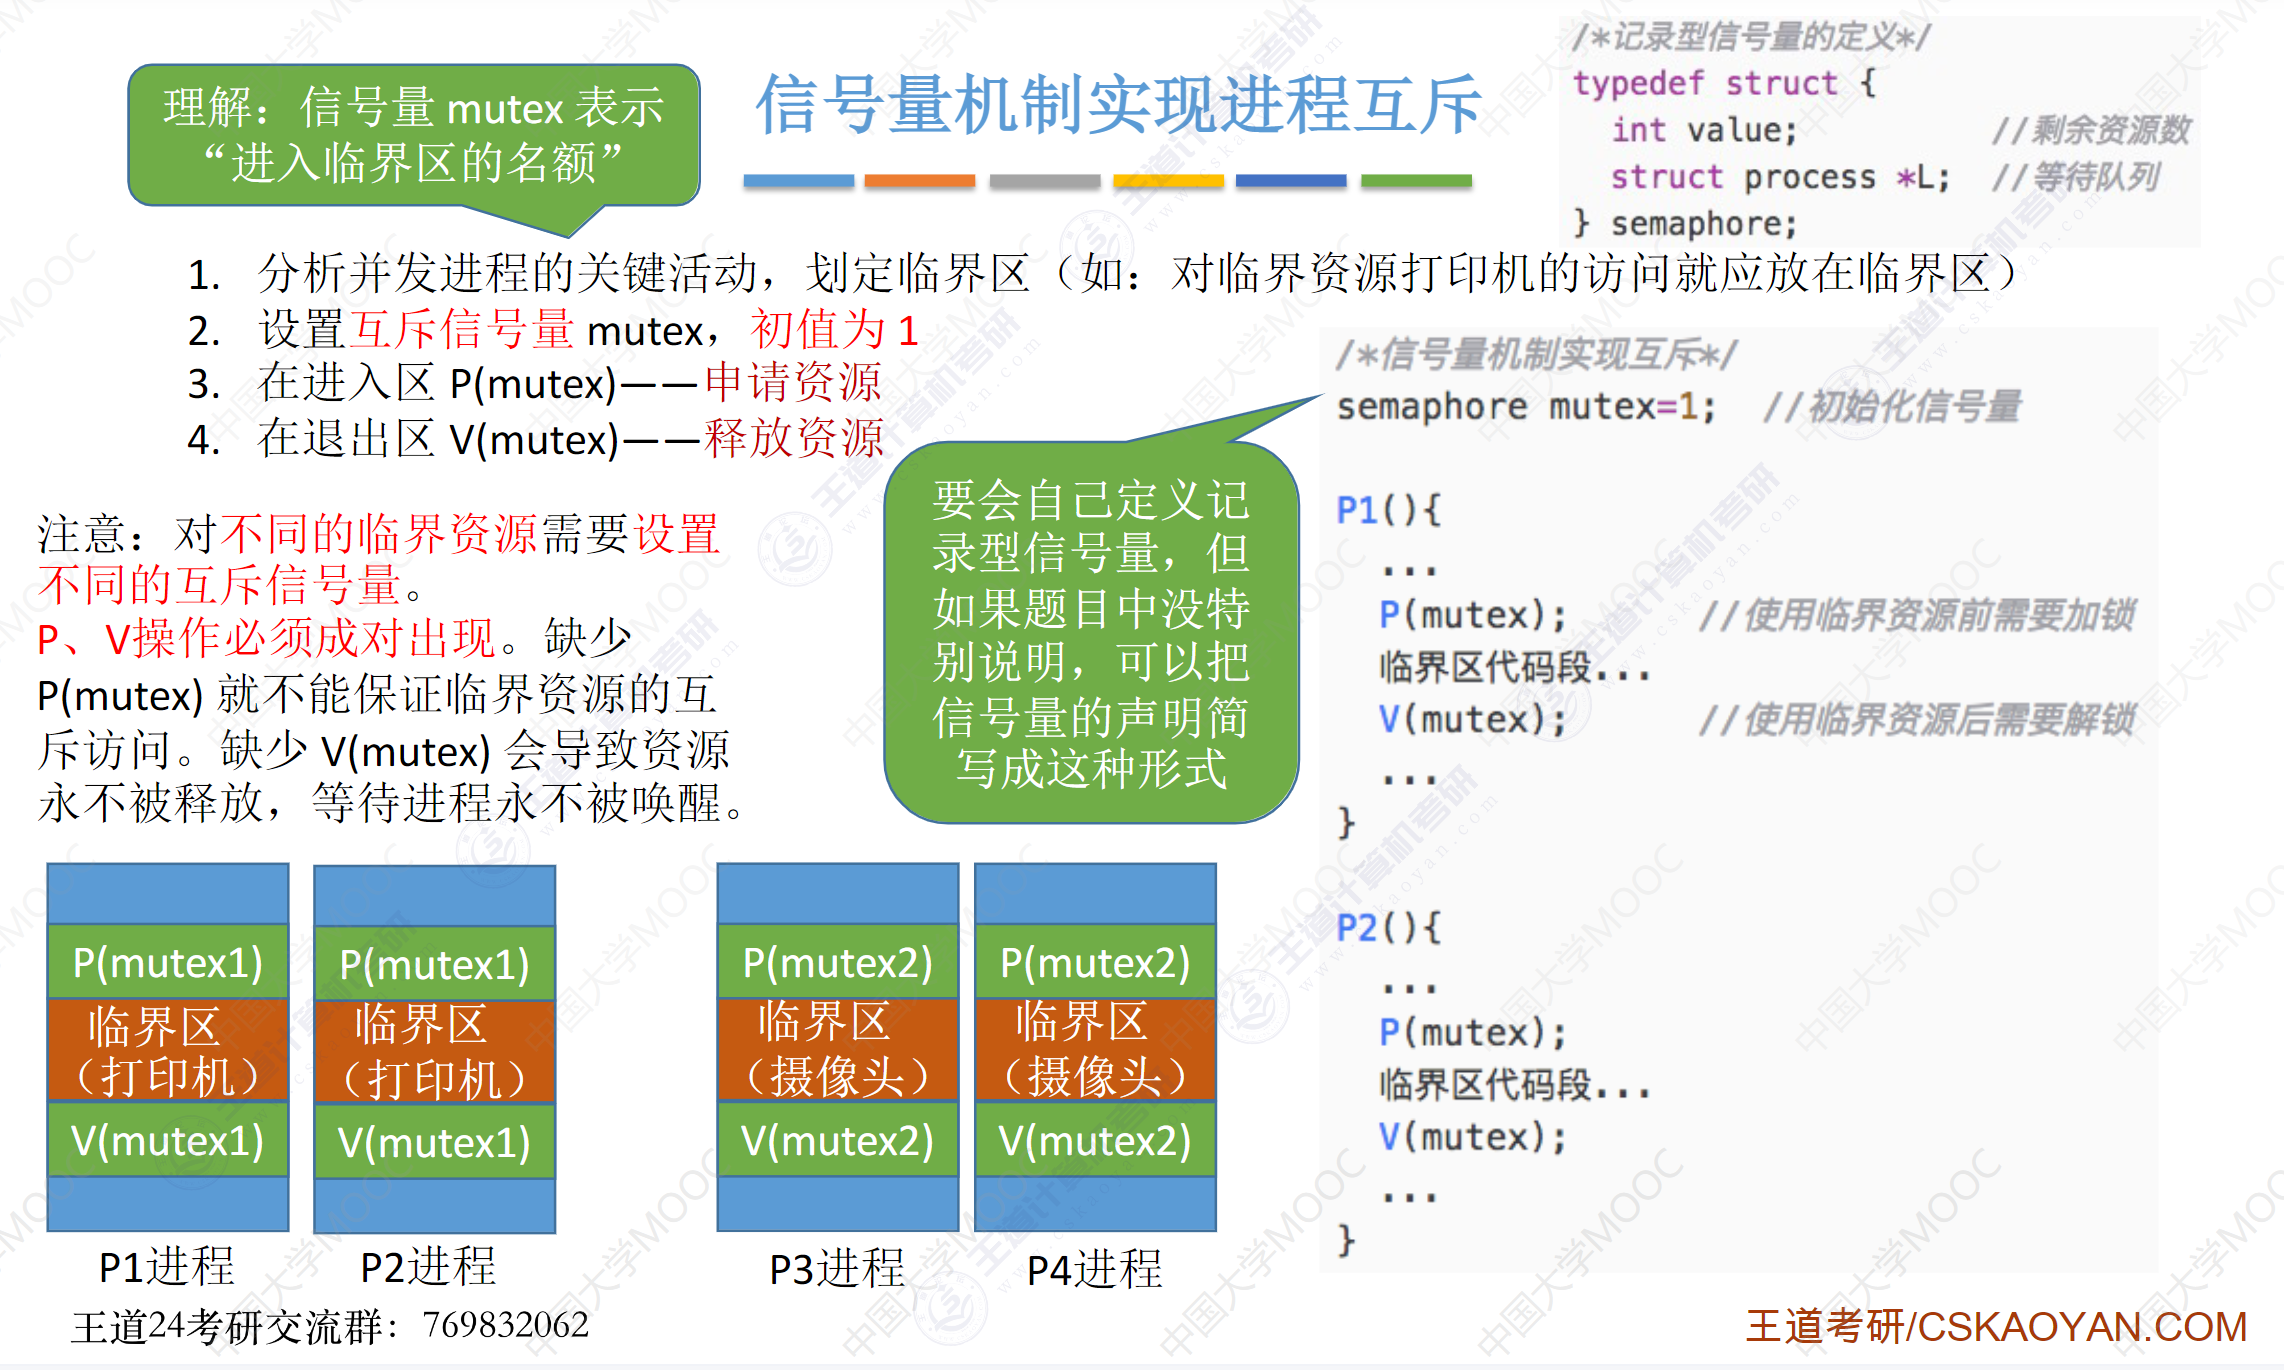 理解：信号量 mutex 表示
“进入临界区的名额”
信号量机制实现进程互斥
/*记录型信号量的定义*/
typedef struct {
int value; //剩余资源数
struct process *L; //等待队列
} semaphore;
1. 分析并发进程的关键活动，划定临界区（如：对临界资源打印机的访问就应放在临界区）
2. 设置互斥信号量 mutex，初值为 1
3. 在进入区 P(mutex)——申请资源
4. 在退出区 V(mutex)——释放资源
注意：对不同的临界资源需要设置
不同的互斥信号量。
P、V操作必须成对出现。缺少
P(mutex) 就不能保证临界资源的互
斥访问。缺少 V(mutex) 会导致资源
永不被释放，等待进程永不被唤醒。
要会自己定义记
录型信号量，但
如果题目中没特
别说明，可以把
信号量的声明简
写成这种形式
/*信号量机制实现互斥*/
semaphore mutex=1; //初始化信号量
P1(){
...
P(mutex); //使用临界资源前需要加锁
临界区代码段...
V(mutex); //使用临界资源后需要解锁
...
}
P2(){
...
P(mutex);
临界区代码段...
V(mutex);
...
}
P(mutex1)
临界区
（打印机）
V(mutex1)
P1进程
P(mutex1)
临界区
（打印机）
V(mutex1)
P2进程
P(mutex2)
临界区
（摄像头）
V(mutex2)
P3进程
P(mutex2)
临界区
（摄像头）
V(mutex2)
P4进程
王道24考研交流群：769832062
王道考研/CSKAOYAN.COM
中国大学MOOC
王道计算机考研
www.cskaoyan.com